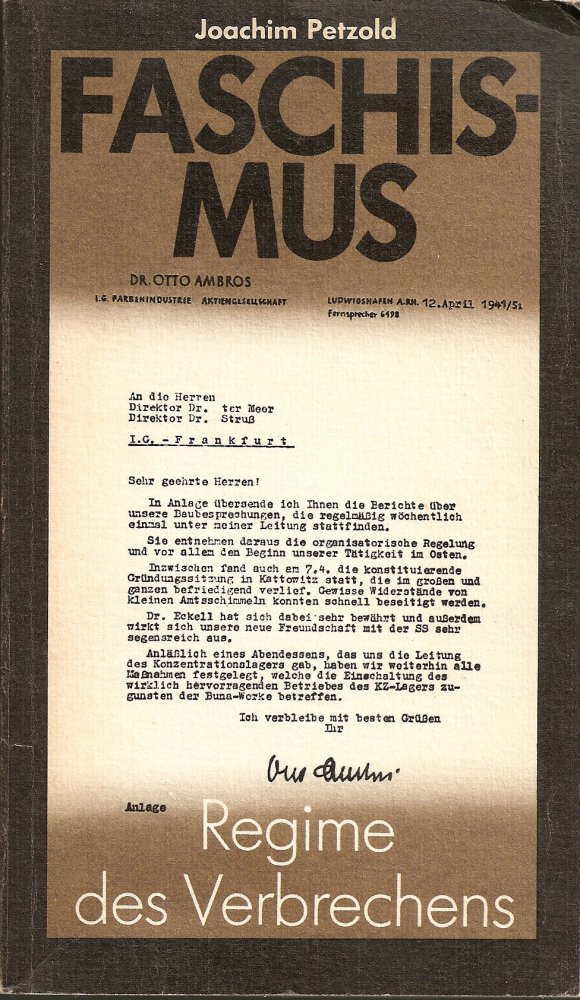 Joachim Petzold
FASCHIS-
MUS
DR. OTTO AMBROS
I.G. FARBENINDUSTRIE AKTIENGESELLSCHAFT
LUDWIGSHAFEN A.RH. 12.April 1941/Si
Fernsprecher 6498
An die Herren
Direktor Dr. ter Meer
Direktor Dr. Struß
I.G. - Frankfurt
Sehr geehrte Herren!
In Anlage übersende ich Ihnen die Berichte über
unsere Baubesprechungen, die regelmäßig wöchentlich
einmal unter meiner Leitung stattfinden.
Sie entnehmen daraus die organisatorische Regelung
und vor allem den Beginn unserer Tätigkeit im Osten.
Inzwischen fand auch am 7.4. die konstituierende
Gründungssitzung in Kattowitz statt, die im großen und
ganzen befriedigend verlief. Gewisse Widerstände von
kleinen Amtsschimmeln konnten schnell beseitigt werden.
Dr. Eckell hat sich dabei sehr bewährt und außerdem
wirkt sich unsere neue Freundschaft mit der SS sehr
segensreich aus.
Anläßlich eines Abendessens, das uns die Leitung
des Konzentrationslagers gab, haben wir weiterhin alle
Maßnahmen festgelegt, welche die Einschaltung des
wirklich hervorragenden Betriebes des KZ-Lagers zu-
gunsten der Buna-Werke betreffen.
Ich verbleibe mit besten Grüßen
Ihr
Otto Ambros.
Anlage
Regime
des Verbrechens